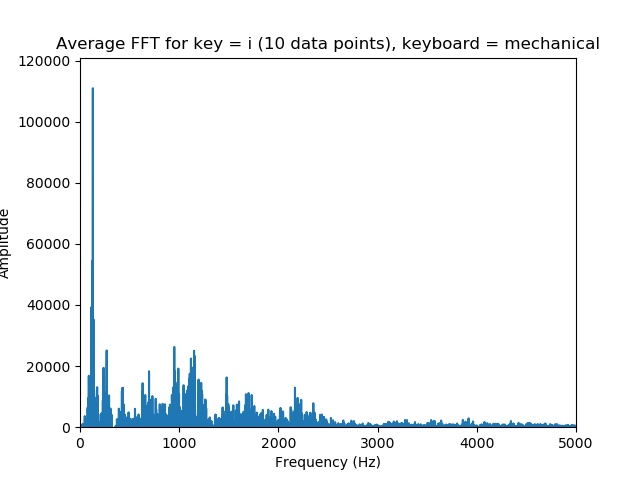 Average FFT for key = i (10 data points), keyboard = mechanical
120000
100000
80000
60000
40000
20000
0
Amplitude
0 1000 2000 3000 4000 5000
Frequency (Hz)